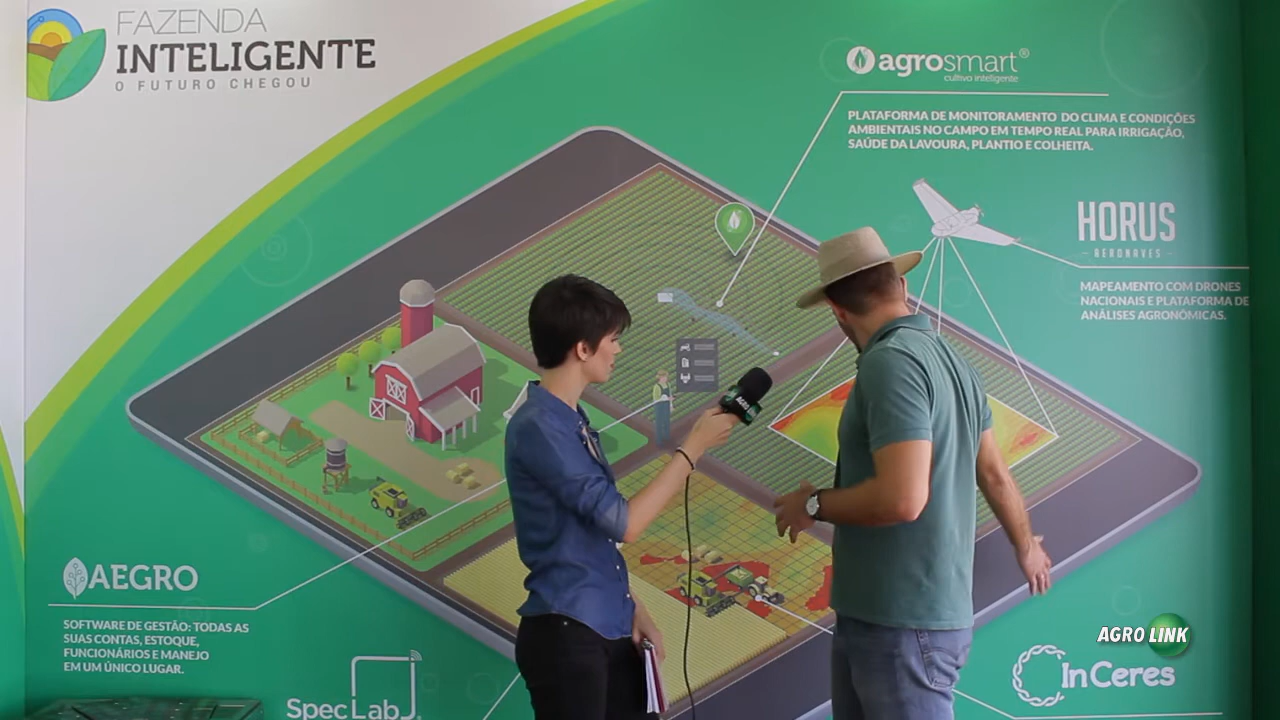 FAZENDA
INTELIGENTE
O FUTURO CHEGOU
agrosmart®
cultivo inteligente
PLATAFORMA DE MONITORAMENTO DO CLIMA E CONDIÇÕES
AMBIENTAIS NO CAMPO EM TEMPO REAL PARA IRRIGAÇÃO,
SAÚDE DA LAVOURA, PLANTIO E COLHEITA.
HORUS
AERONAVES
MAPEAMENTO COM DRONES
NACIONAIS E PLATAFORMA DE
ANÁLISES AGRONÔMICAS.
AGRO
AEGRO
SOFTWARE DE GESTÃO: TODAS AS
SUAS CONTAS, ESTOQUE,
FUNCIONÁRIOS E MANEJO
EM UM ÚNICO LUGAR.
SpecLab
AGRO LINK
InCeres